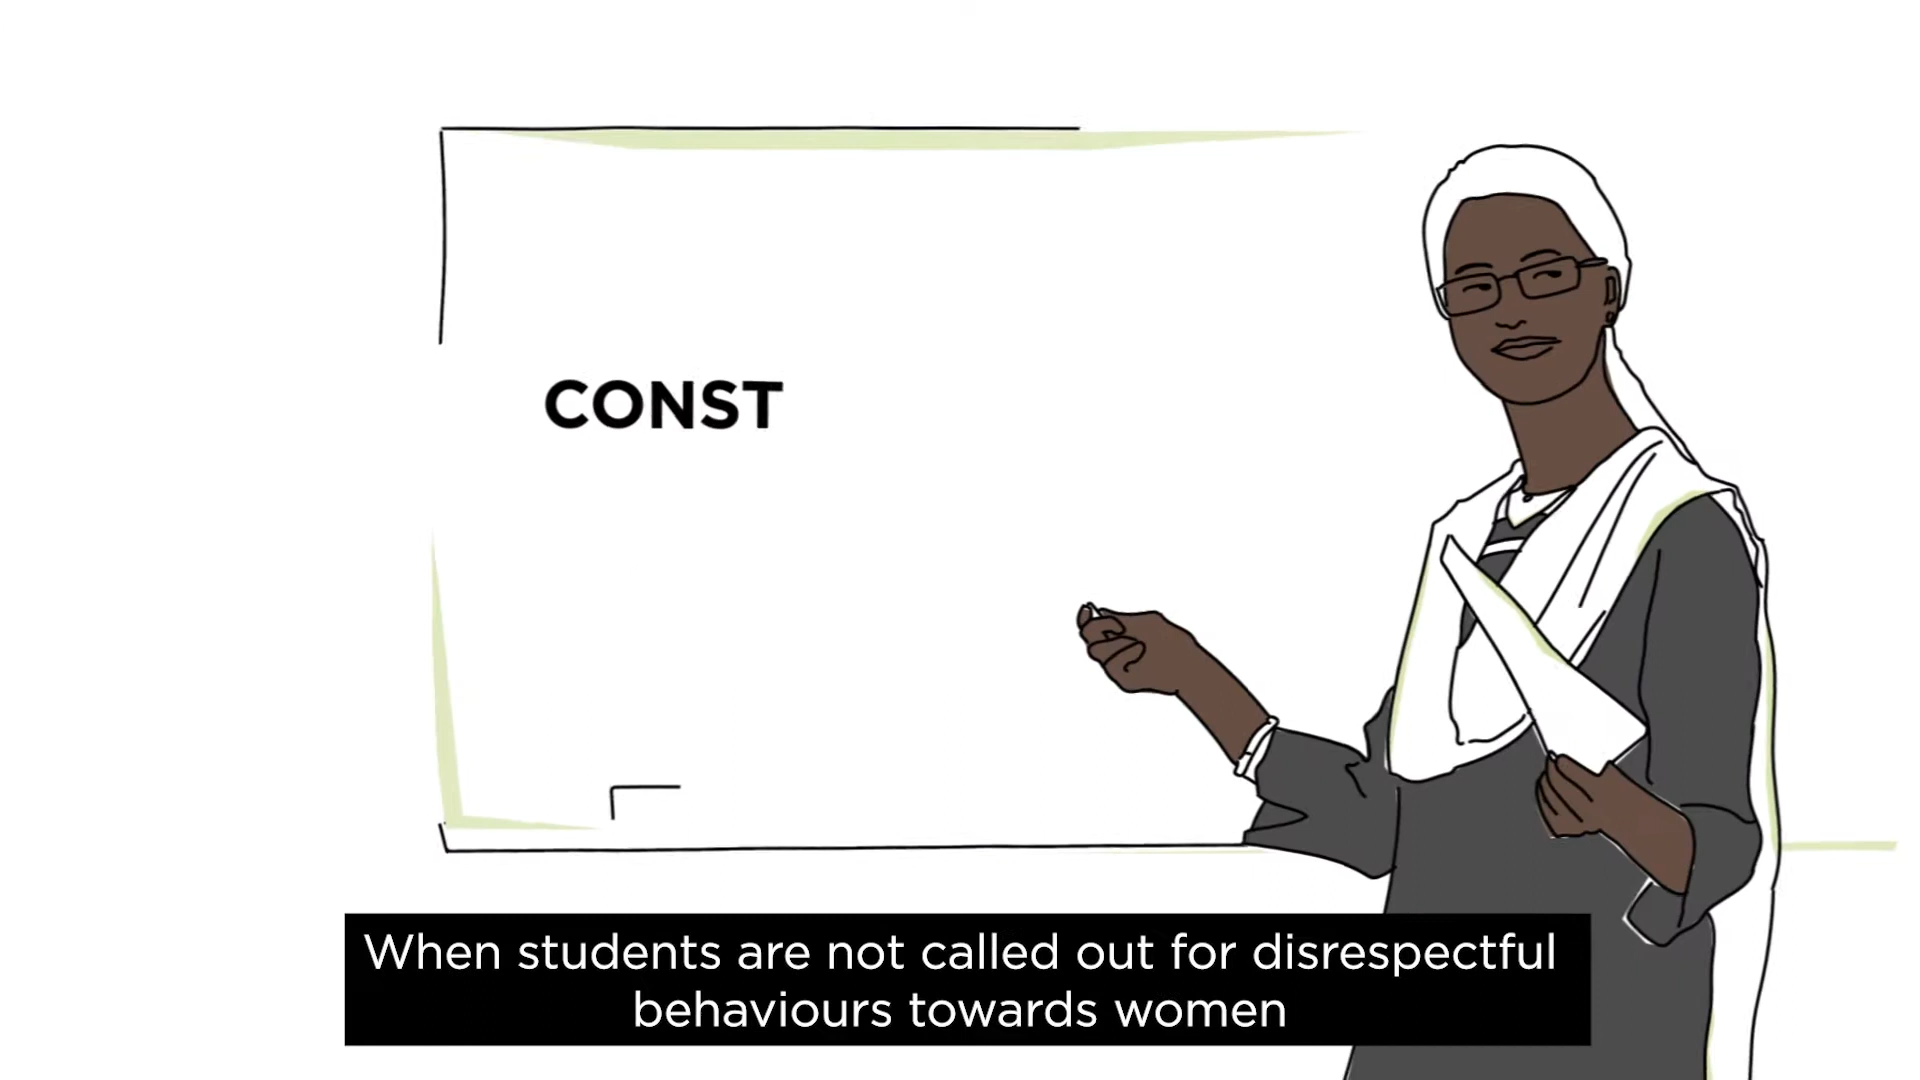 CONST
When students are not called out for disrespectful
behaviours towards women